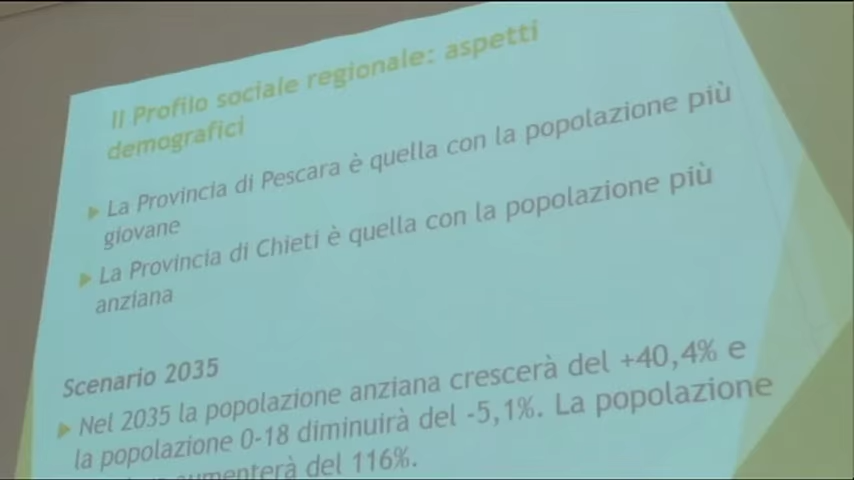 Il Profilo sociale regionale: aspetti
demografici
La Provincia di Pescara è quella con la popolazione più
giovane
La Provincia di Chieti è quella con la popolazione più
anziana
Scenario 2035
Nel 2035 la popolazione anziana crescerà del +40,4% e
la popolazione 0-18 diminuirà del -5,1%. La popolazione
aumenterà del 116%.